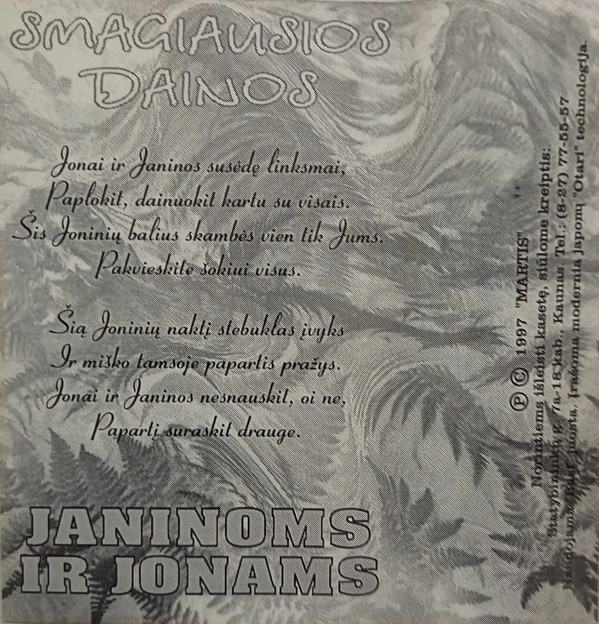 SMAGIAUSIOS
DAINOS
Jonai ir Janinos susėdę linksmai,
Paplokit, dainuokit kartu su visais.
Šis Joninių balius skambės vien tik Jums.
Pakvieskite šokiui visus.
Šią Joninių naktį stebuklas įvyks
Ir miško tamsoje papartis pražys.
Jonai ir Janinos nesnauskit, oi ne,
Papartį suraskit drauge.
JANINOMS
IR JONAMS
Ⓟ © 1997 "MARTIS"
Norintiems išleisti kasetę, siūlome kreiptis:
Statybininkų g. 7a-18 kab., Kaunas. Tel.: (8-27) 77-55-57
juosta. Įrašoma modernia japonų "Otari" technologija.